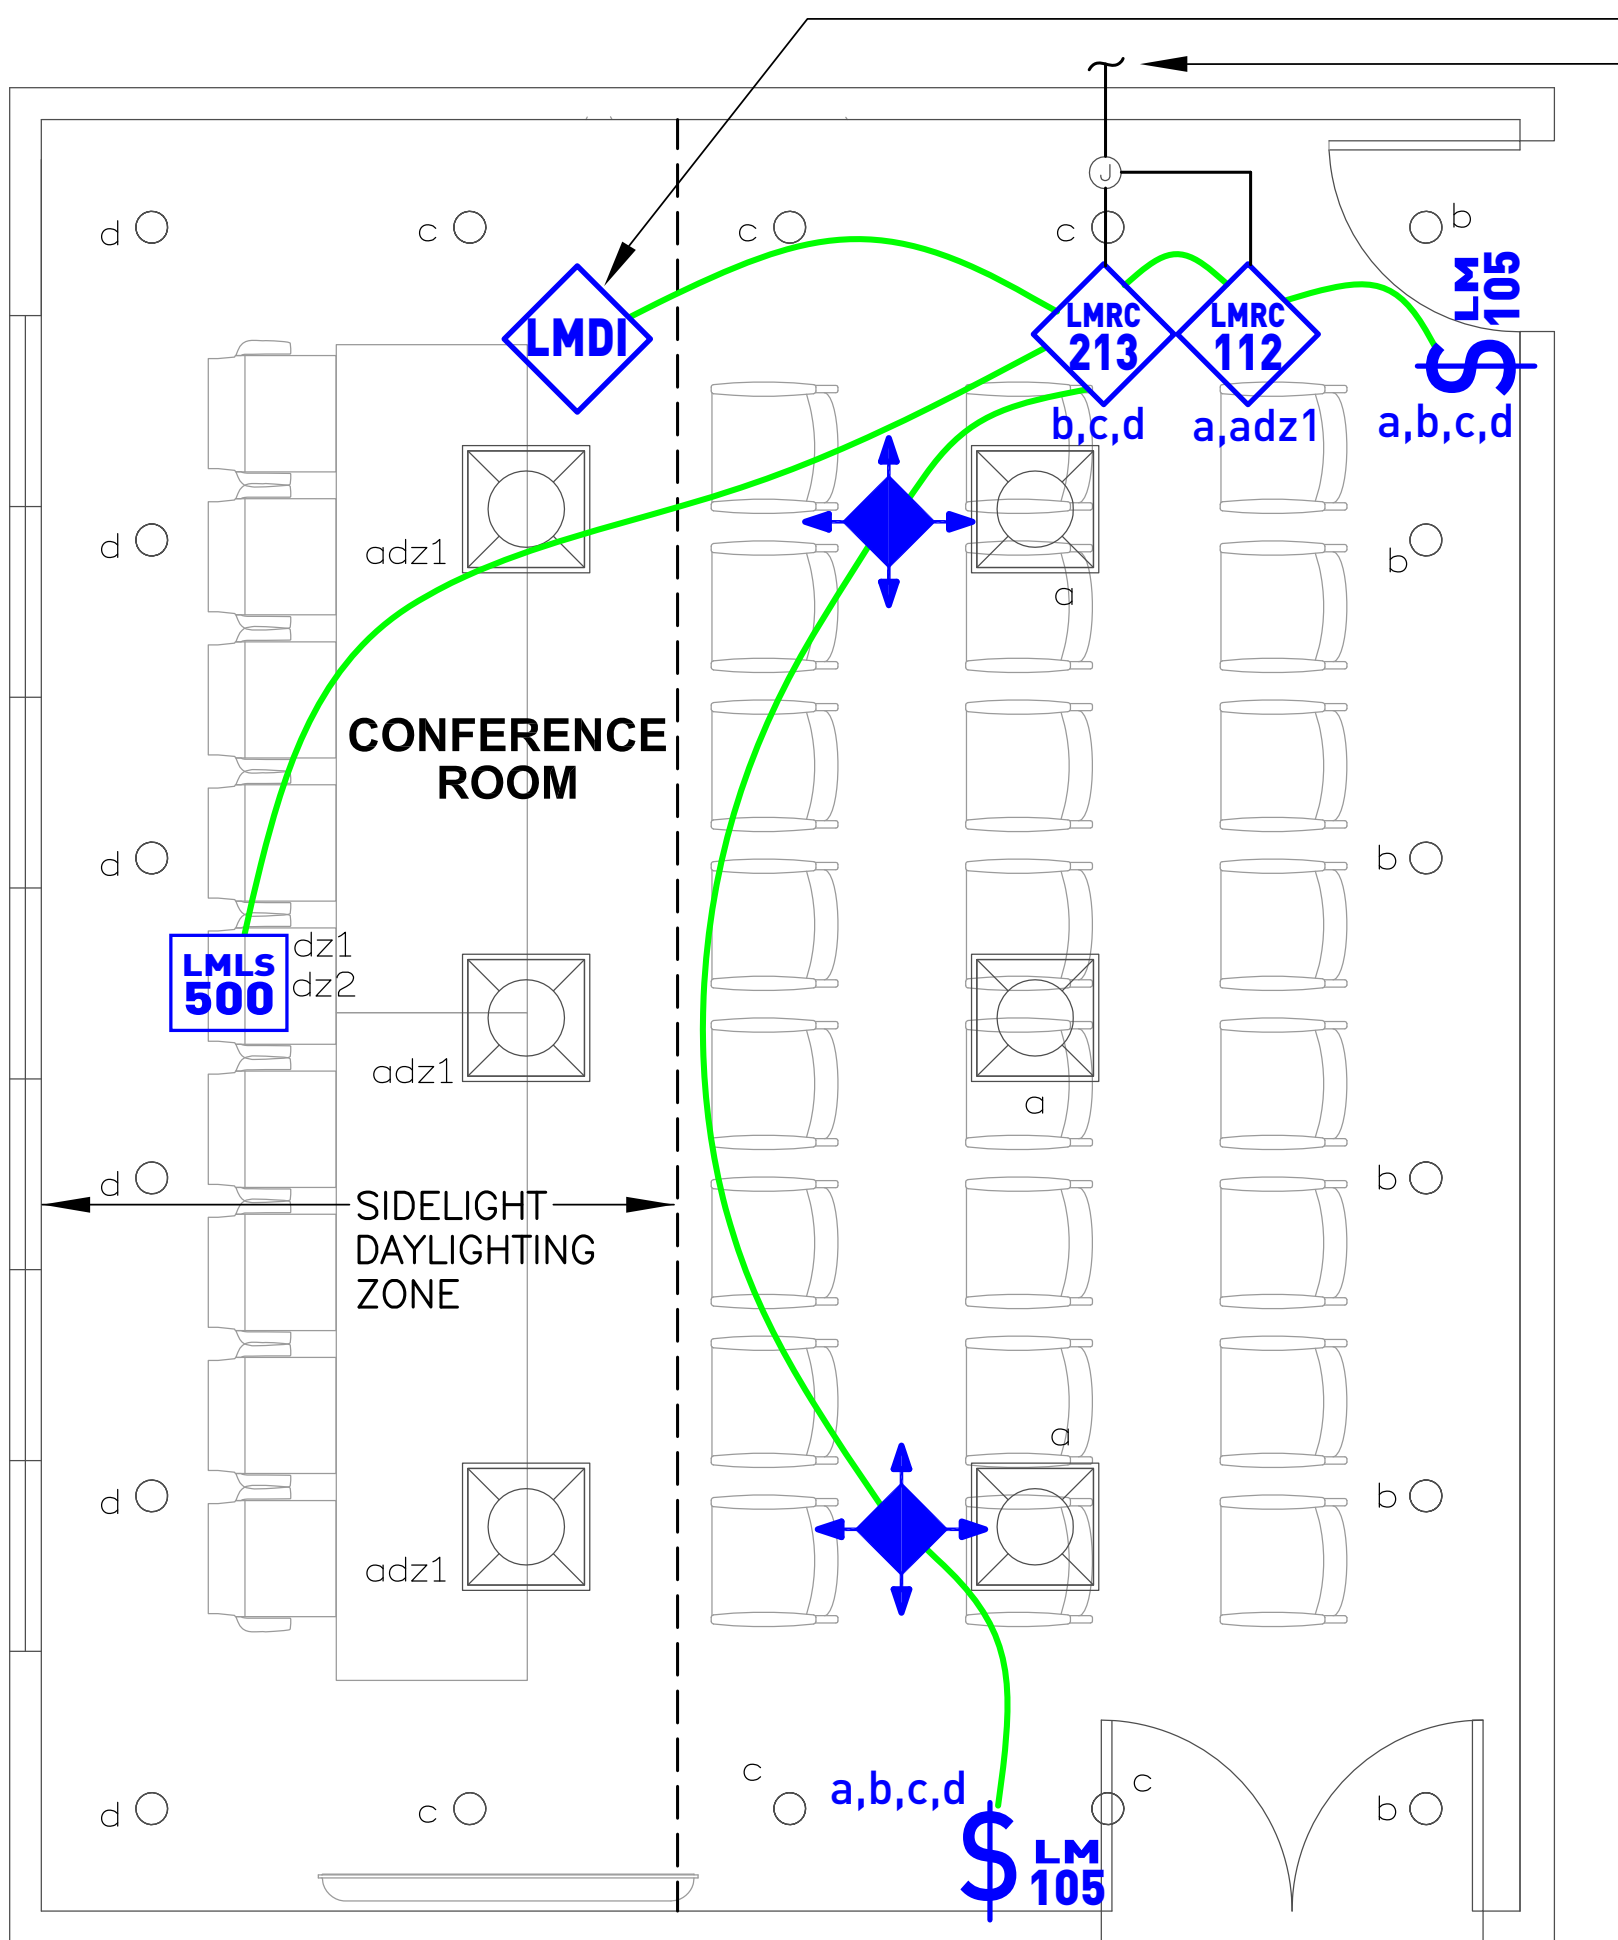 J
d
c
c
c
b
LM
105
LMDI
LMRC
213
LMRC
112
b,c,d
a,adz1
a,b,c,d
adz1
d
b
a
CONFERENCE
ROOM
d
b
LMLS
500
dz1
dz2
adz1
a
d
b
SIDELIGHT
DAYLIGHTING
ZONE
a
d
b
adz1
c
c
a,b,c,d
d
c
b
$
LM
105
$